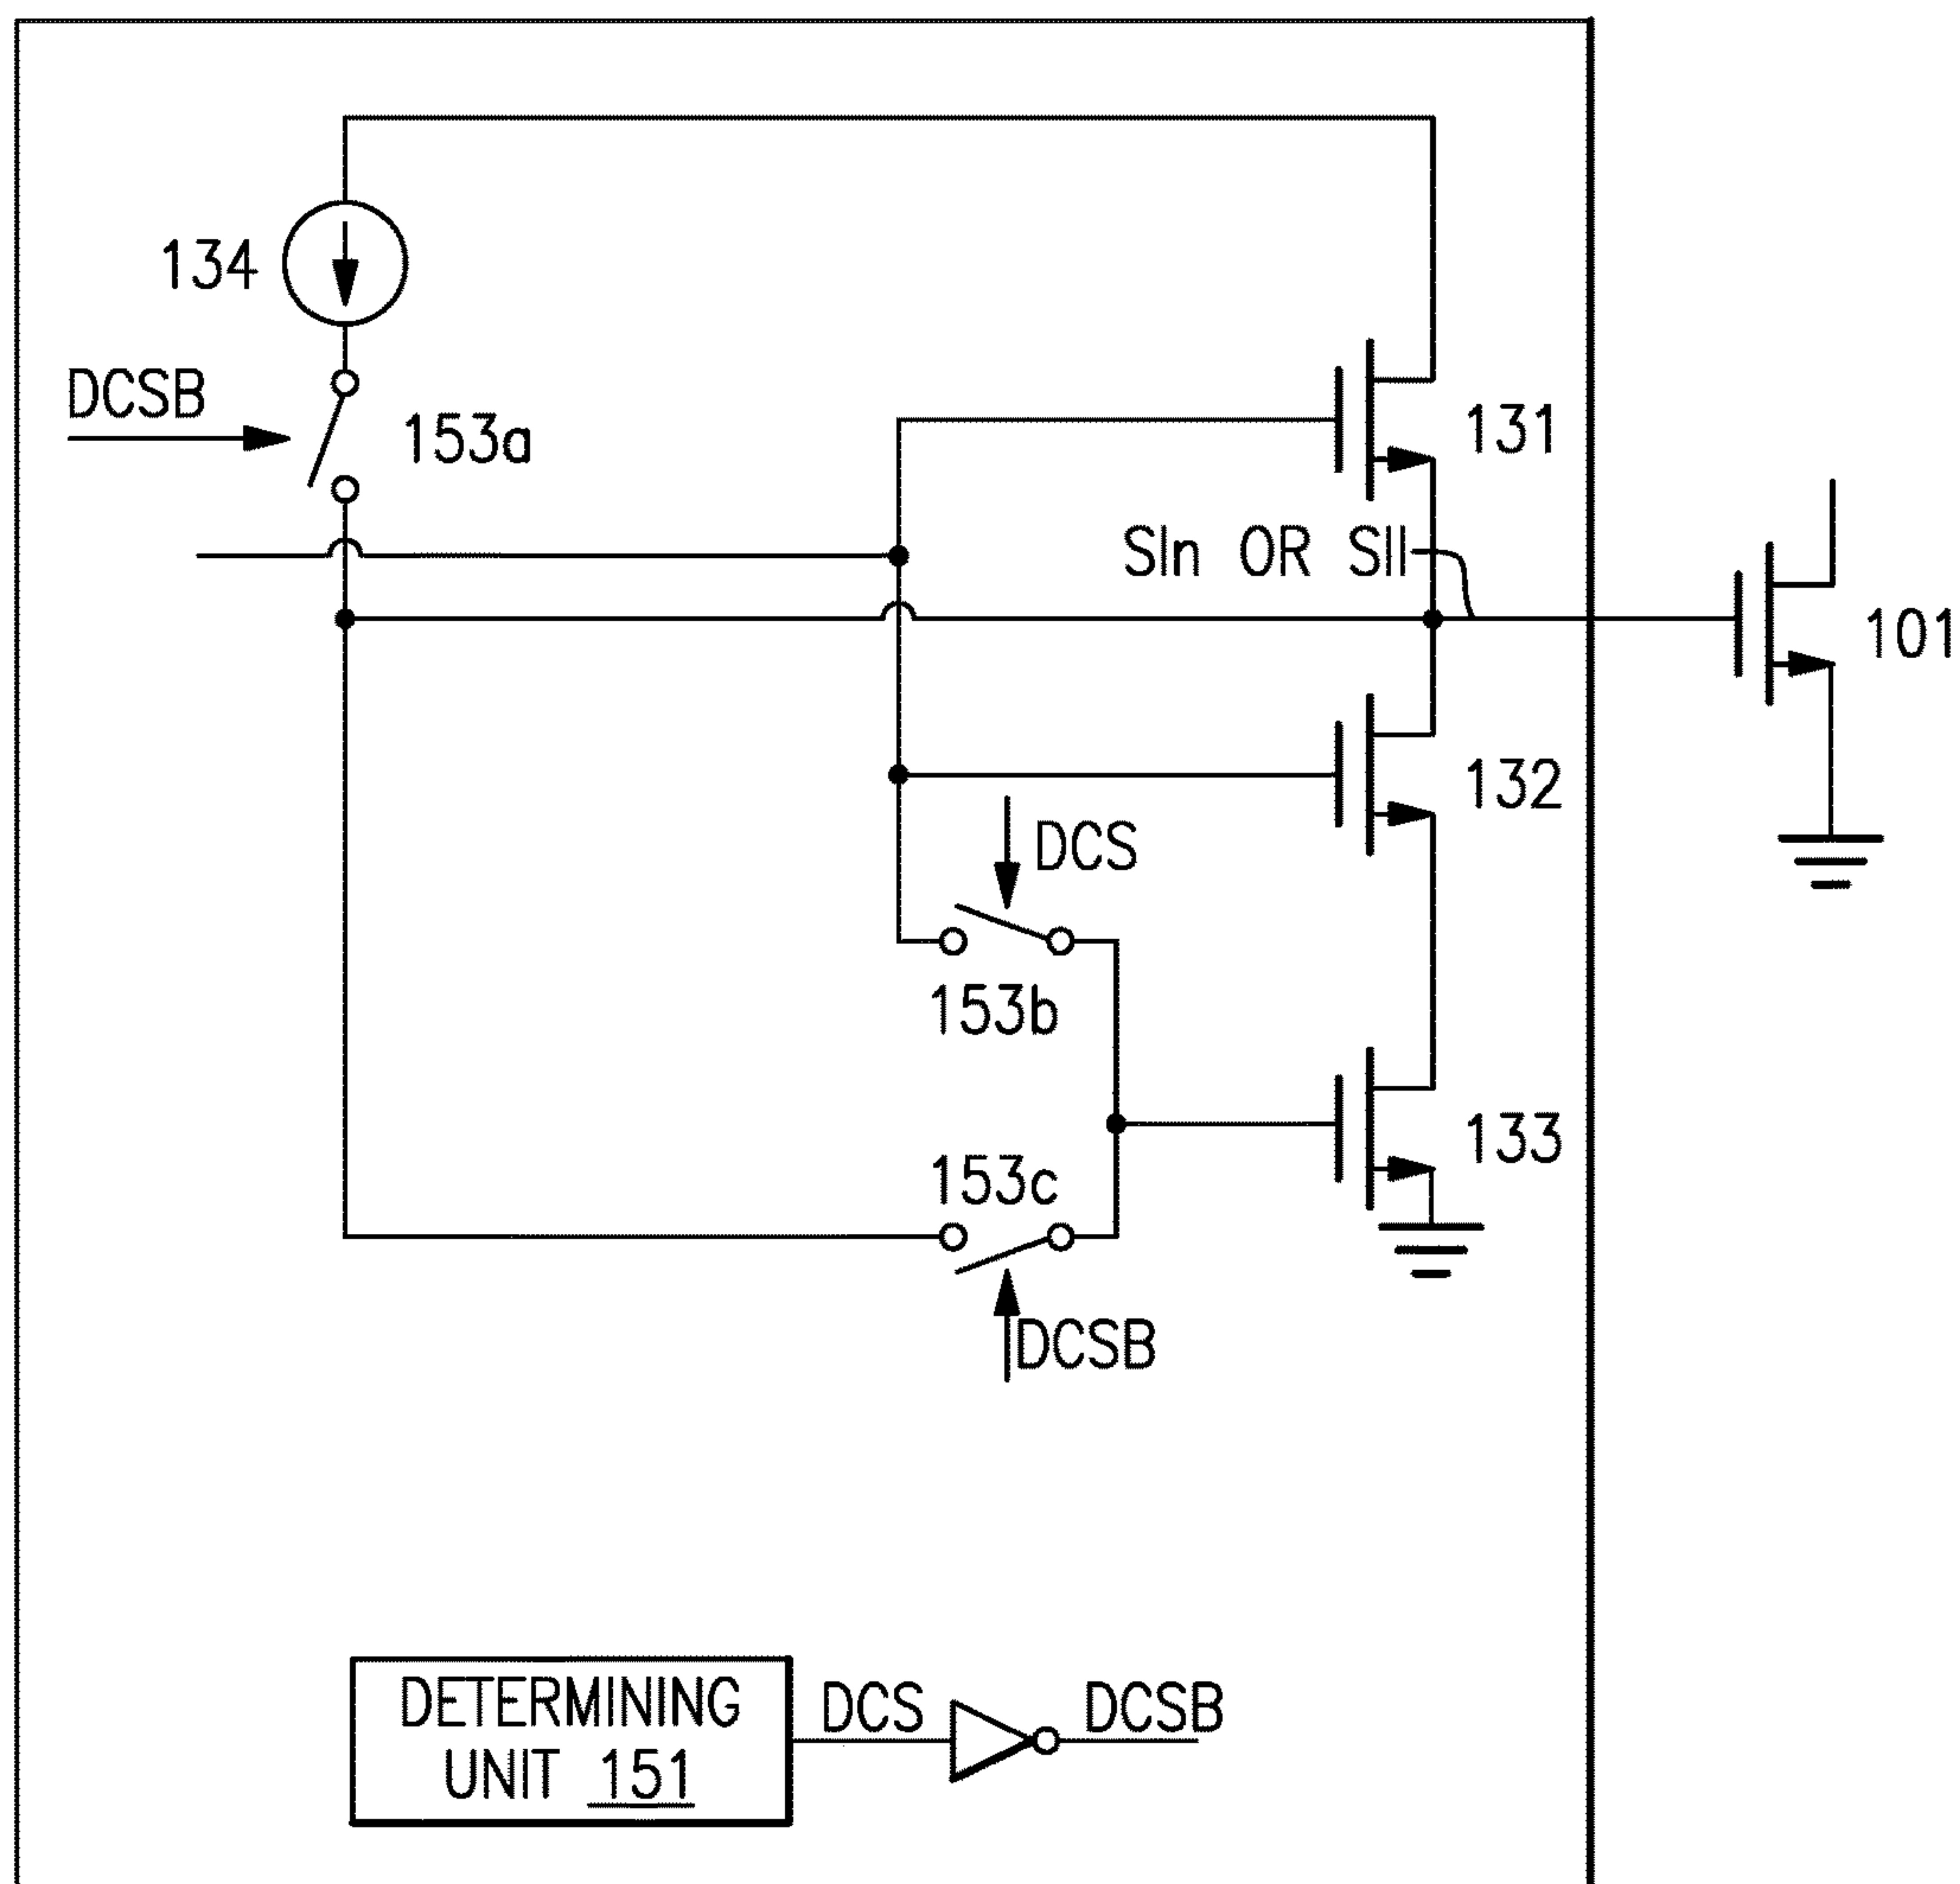 134
DCSB
153a
131
SIn OR SII
101
132
DCS
153b
133
153c
DCSB
DETERMINING
UNIT 151
DCS
DCSB